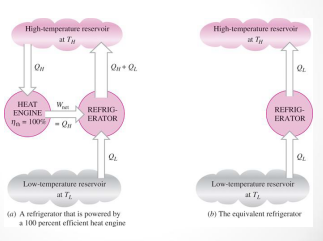 High-temperature reservoir
at T_H
Q_H
Q_H + Q_L
HEAT
ENGINE
η_th = 100%
W_net
= Q_H
REFRIG-
ERATOR
Q_L
Low-temperature reservoir
at T_L
(a) A refrigerator that is powered by
a 100 percent efficient heat engine
High-temperature reservoir
at T_H
Q_L
REFRIG-
ERATOR
Q_L
Low-temperature reservoir
at T_L
(b) The equivalent refrigerator